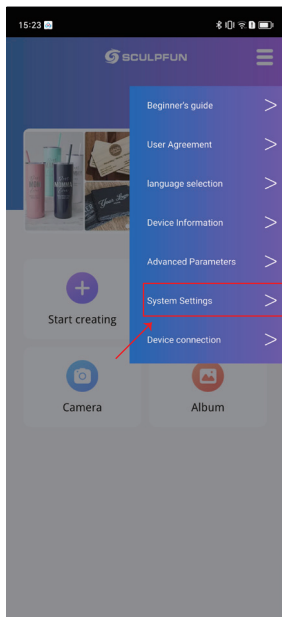 15:23
SCULPFUN
Beginner's guide
User Agreement
language selection
Device Information
Advanced Parameters
System Settings
Device connection
Start creating
Camera
Album